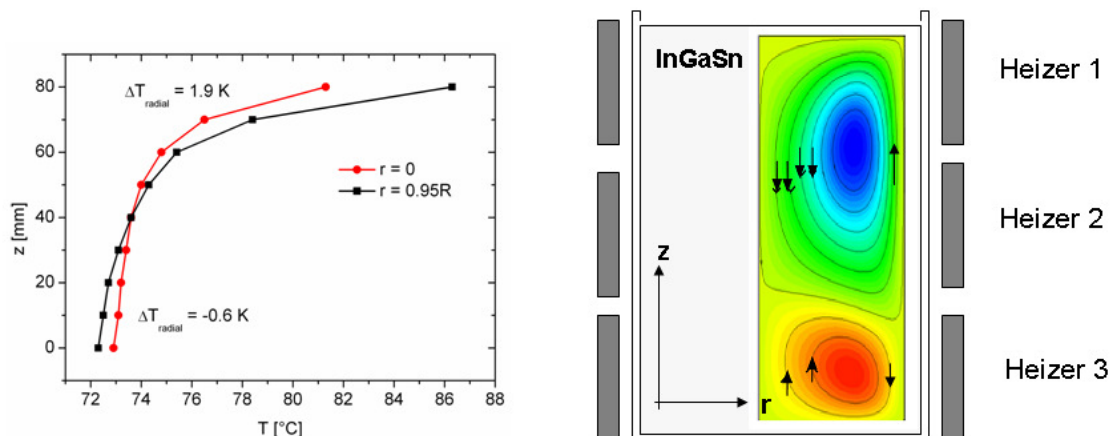 80
60
40
20
0
z [mm]
ΔT_radial = 1.9 K
r = 0
r = 0.95R
ΔT_radial = -0.6 K
72 74 76 78 80 82 84 86 88
T [°C]
InGaSn
z
r
Heizer 1
Heizer 2
Heizer 3